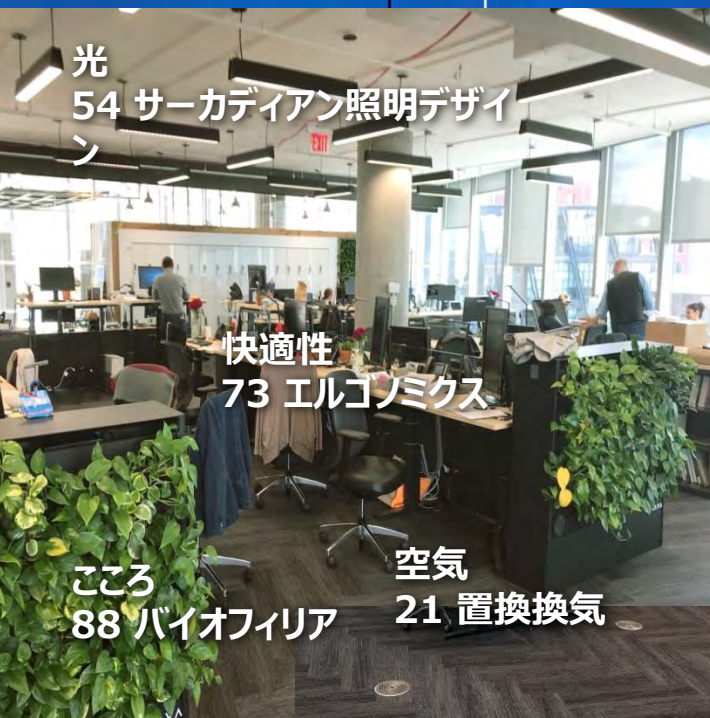 光
54 サーカディアン照明デザイ
ン
EXIT
快適性
73 エルゴノミクス
こころ
88 バイオフィリア
空気
21 置換換気